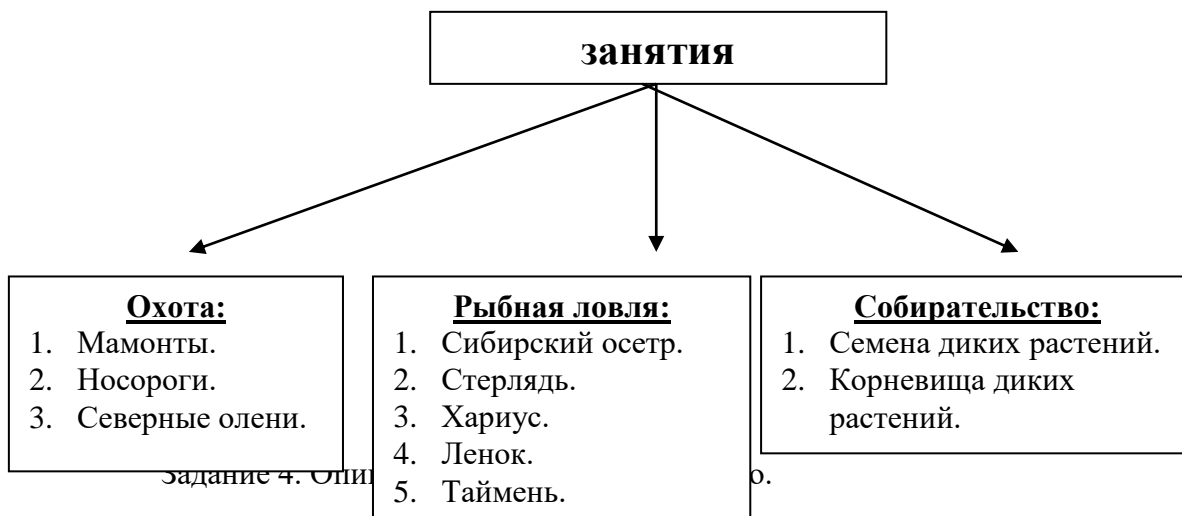 занятия
Охота:
1. Мамонты.
2. Носороги.
3. Северные олени.
Рыбная ловля:
1. Сибирский осетр.
2. Стерлядь.
3. Хариус.
4. Ленок.
5. Таймень.
Собирательство:
1. Семена диких растений.
2. Корневища диких
растений.
Задание 4.